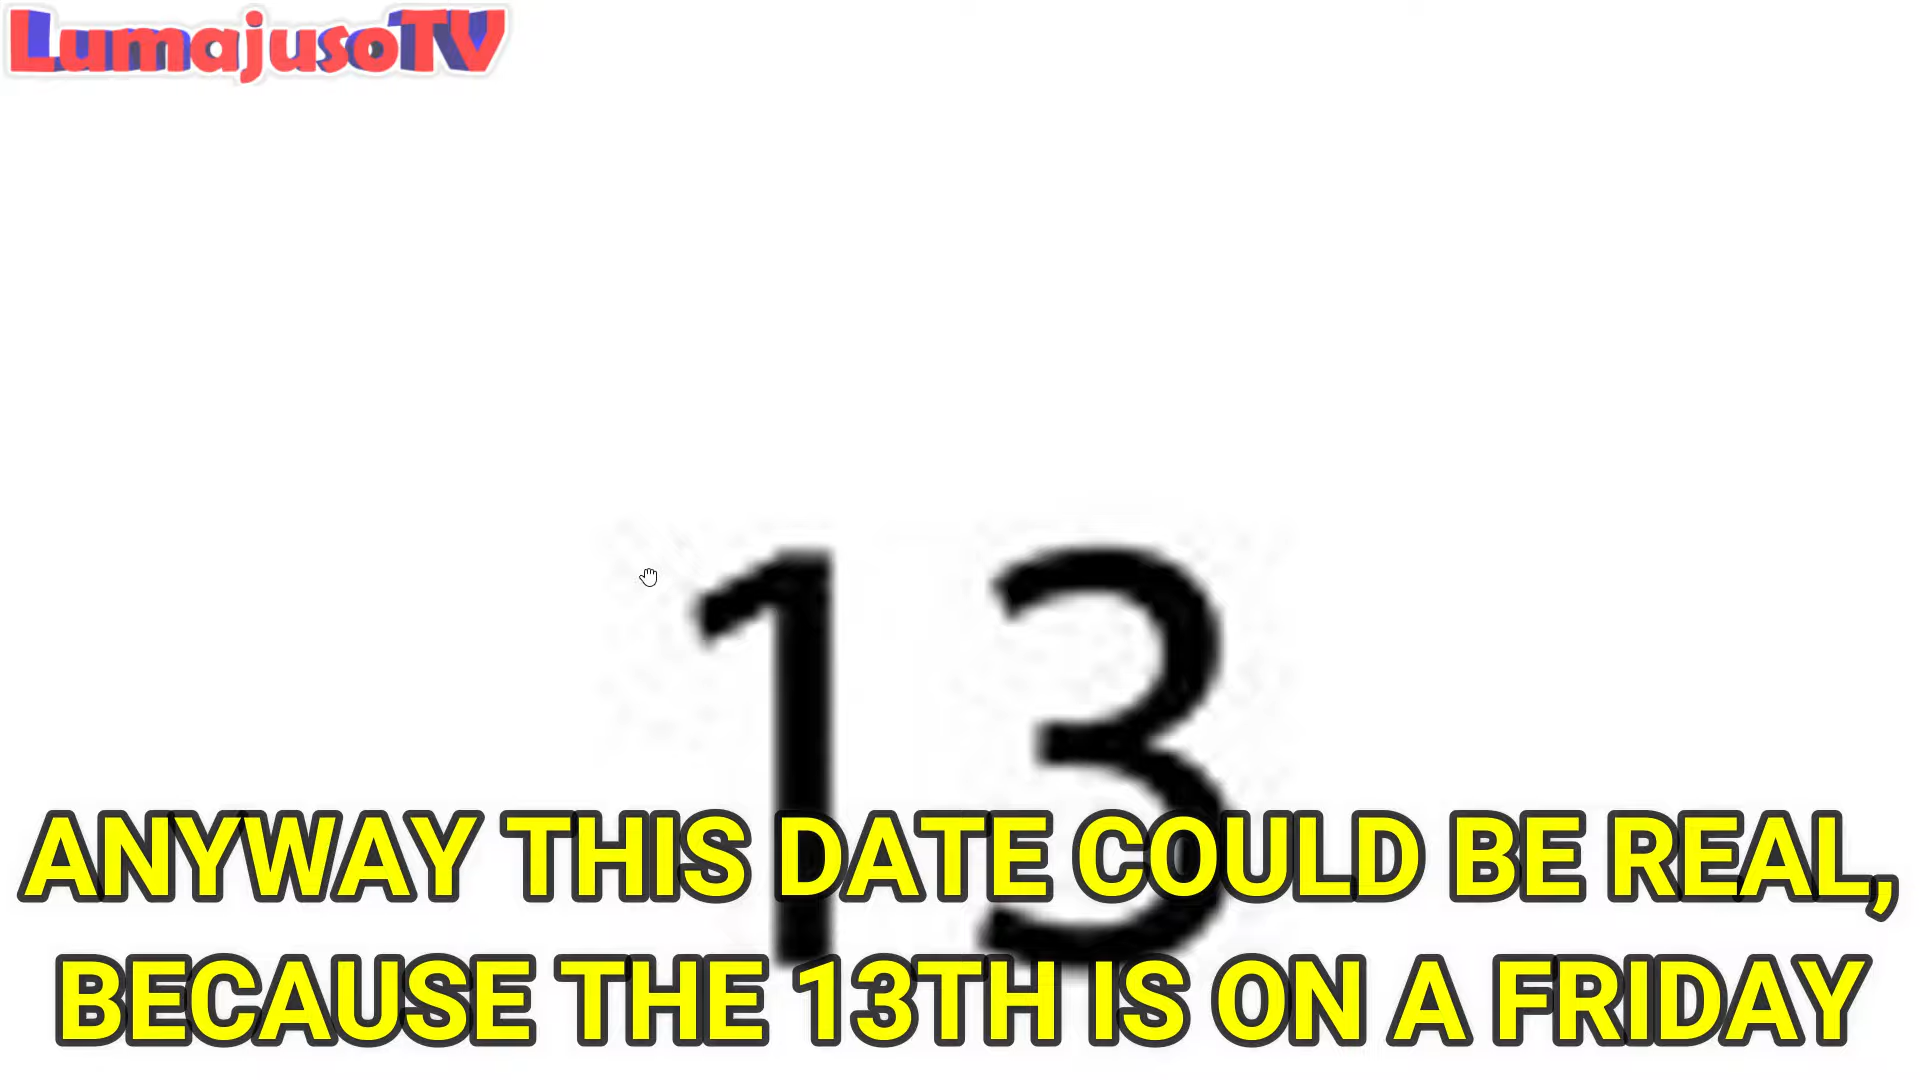 LumajusoTV
13
ANYWAY THIS DATE COULD BE REAL,
BECAUSE THE 13TH IS ON A FRIDAY